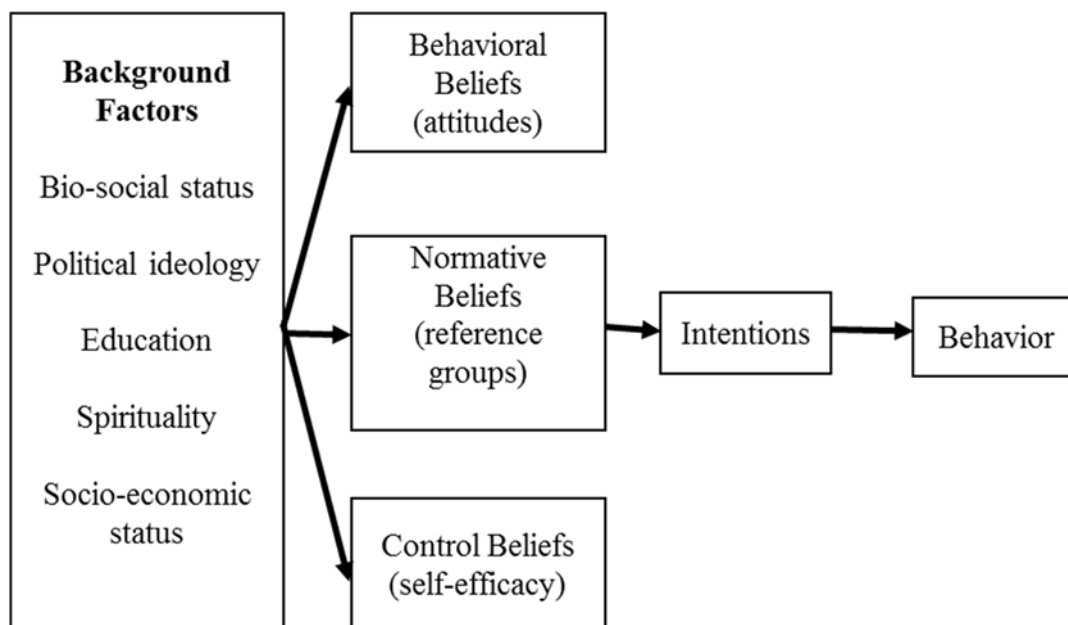 Background
Factors
Bio-social status
Political ideology
Education
Spirituality
Socio-economic
status
Behavioral
Beliefs
(attitudes)
Normative
Beliefs
(reference
groups)
Control Beliefs
(self-efficacy)
Intentions
Behavior